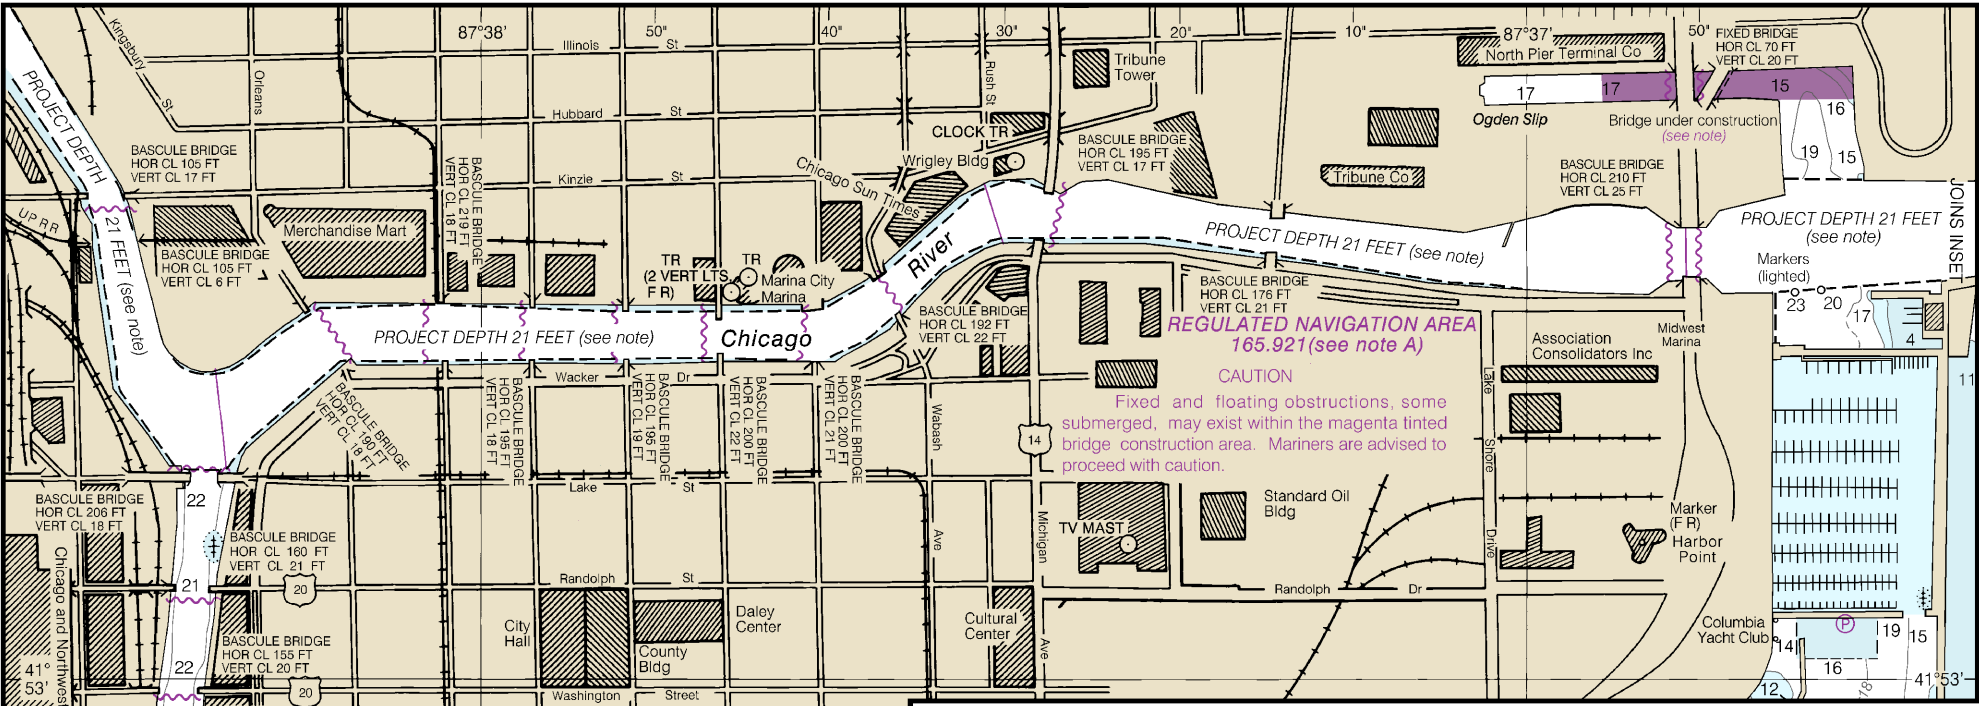 87°38'
50"
40"
30"
20"
10"
87°37'
50"
Kingsbury
St
Orleans
Illinois St
Hubbard St
Kinzie St
Rush St
Tribune
Tower
North Pier Terminal Co
FIXED BRIDGE
HOR CL 70 FT
VERT CL 20 FT
17
17
15
16
19
15
Ogden Slip
Bridge under construction
(see note)
PROJECT DEPTH
21 FEET (see note)
BASCULE BRIDGE
HOR CL 105 FT
VERT CL 17 FT
UP RR
BASCULE BRIDGE
HOR CL 105 FT
VERT CL 6 FT
Merchandise Mart
BASCULE BRIDGE
HOR CL 219 FT
VERT CL 18 FT
CLOCK TR
Wrigley Bldg
Chicago Sun Times
BASCULE BRIDGE
HOR CL 195 FT
VERT CL 17 FT
Tribune Co
BASCULE BRIDGE
HOR CL 210 FT
VERT CL 25 FT
JOINS INSET
PROJECT DEPTH 21 FEET
(see note)
PROJECT DEPTH 21 FEET (see note)
Markers
(lighted)
23
20
17
4
11
TR
(2 VERT LTS
F R)
TR
Marina City
Marina
River
Chicago
PROJECT DEPTH 21 FEET (see note)
BASCULE BRIDGE
HOR CL 192 FT
VERT CL 22 FT
BASCULE BRIDGE
HOR CL 176 FT
VERT CL 21 FT
REGULATED NAVIGATION AREA
165.921(see note A)
CAUTION
Fixed and floating obstructions, some
submerged, may exist within the magenta tinted
bridge construction area. Mariners are advised to
proceed with caution.
Association
Consolidators Inc
Midwest
Marina
Wacker Dr
BASCULE BRIDGE
HOR CL 190 FT
VERT CL 18 FT
BASCULE BRIDGE
HOR CL 195 FT
VERT CL 18 FT
BASCULE BRIDGE
HOR CL 195 FT
VERT CL 19 FT
BASCULE BRIDGE
HOR CL 200 FT
VERT CL 22 FT
BASCULE BRIDGE
HOR CL 200 FT
VERT CL 21 FT
Wabash
Ave
14
Michigan
Ave
Lake
Shore
Drive
Lake St
BASCULE BRIDGE
HOR CL 206 FT
VERT CL 18 FT
22
BASCULE BRIDGE
HOR CL 160 FT
VERT CL 21 FT
21
20
Chicago and Northwest
Randolph St
BASCULE BRIDGE
HOR CL 155 FT
VERT CL 20 FT
22
20
City
Hall
County
Bldg
Daley
Center
Cultural
Center
Washington Street
TV MAST
Standard Oil
Bldg
Randolph Dr
Marker
(F R)
Harbor
Point
Columbia
Yacht Club
P
14
16
19
15
12
18
41°
53'
41°53'